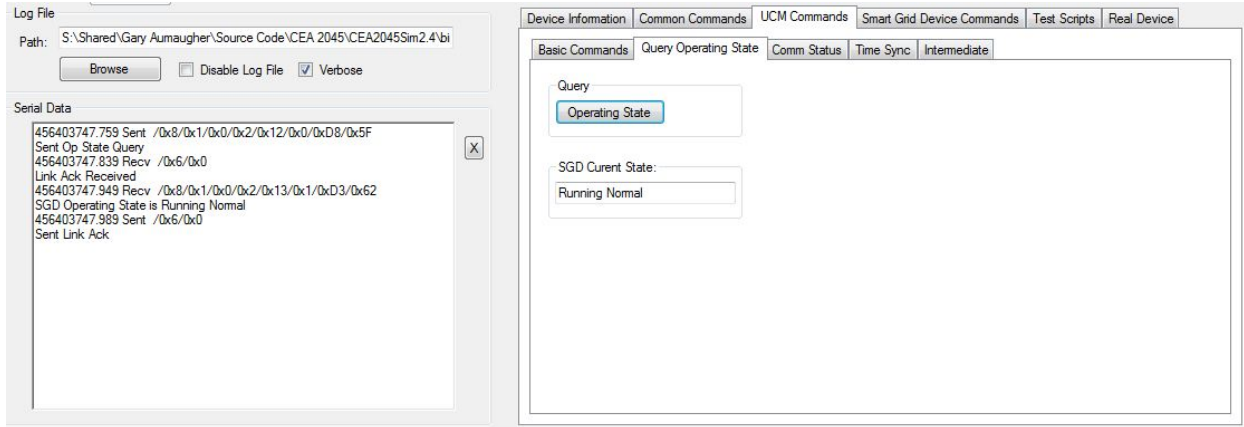 Log File
Path: S:\Shared\Gary Aumaugher\Source Code\CEA 2045\CEA2045Sim2.4\bi
Browse Disable Log File Verbose
Serial Data
456403747.759 Sent /0x8/0x1/0x0/0x2/0x12/0x0/0xD8/0x5F
Sent Op State Query
456403747.839 Recv /0x6/0x0
Link Ack Received
456403747.949 Recv /0x8/0x1/0x0/0x2/0x13/0x1/0xD3/0x62
SGD Operating State is Running Normal
456403747.989 Sent /0x6/0x0
Sent Link Ack
X
Device Information Common Commands UCM Commands Smart Grid Device Commands Test Scripts Real Device
Basic Commands Query Operating State Comm Status Time Sync Intermediate
Query
Operating State
SGD Curent State:
Running Normal